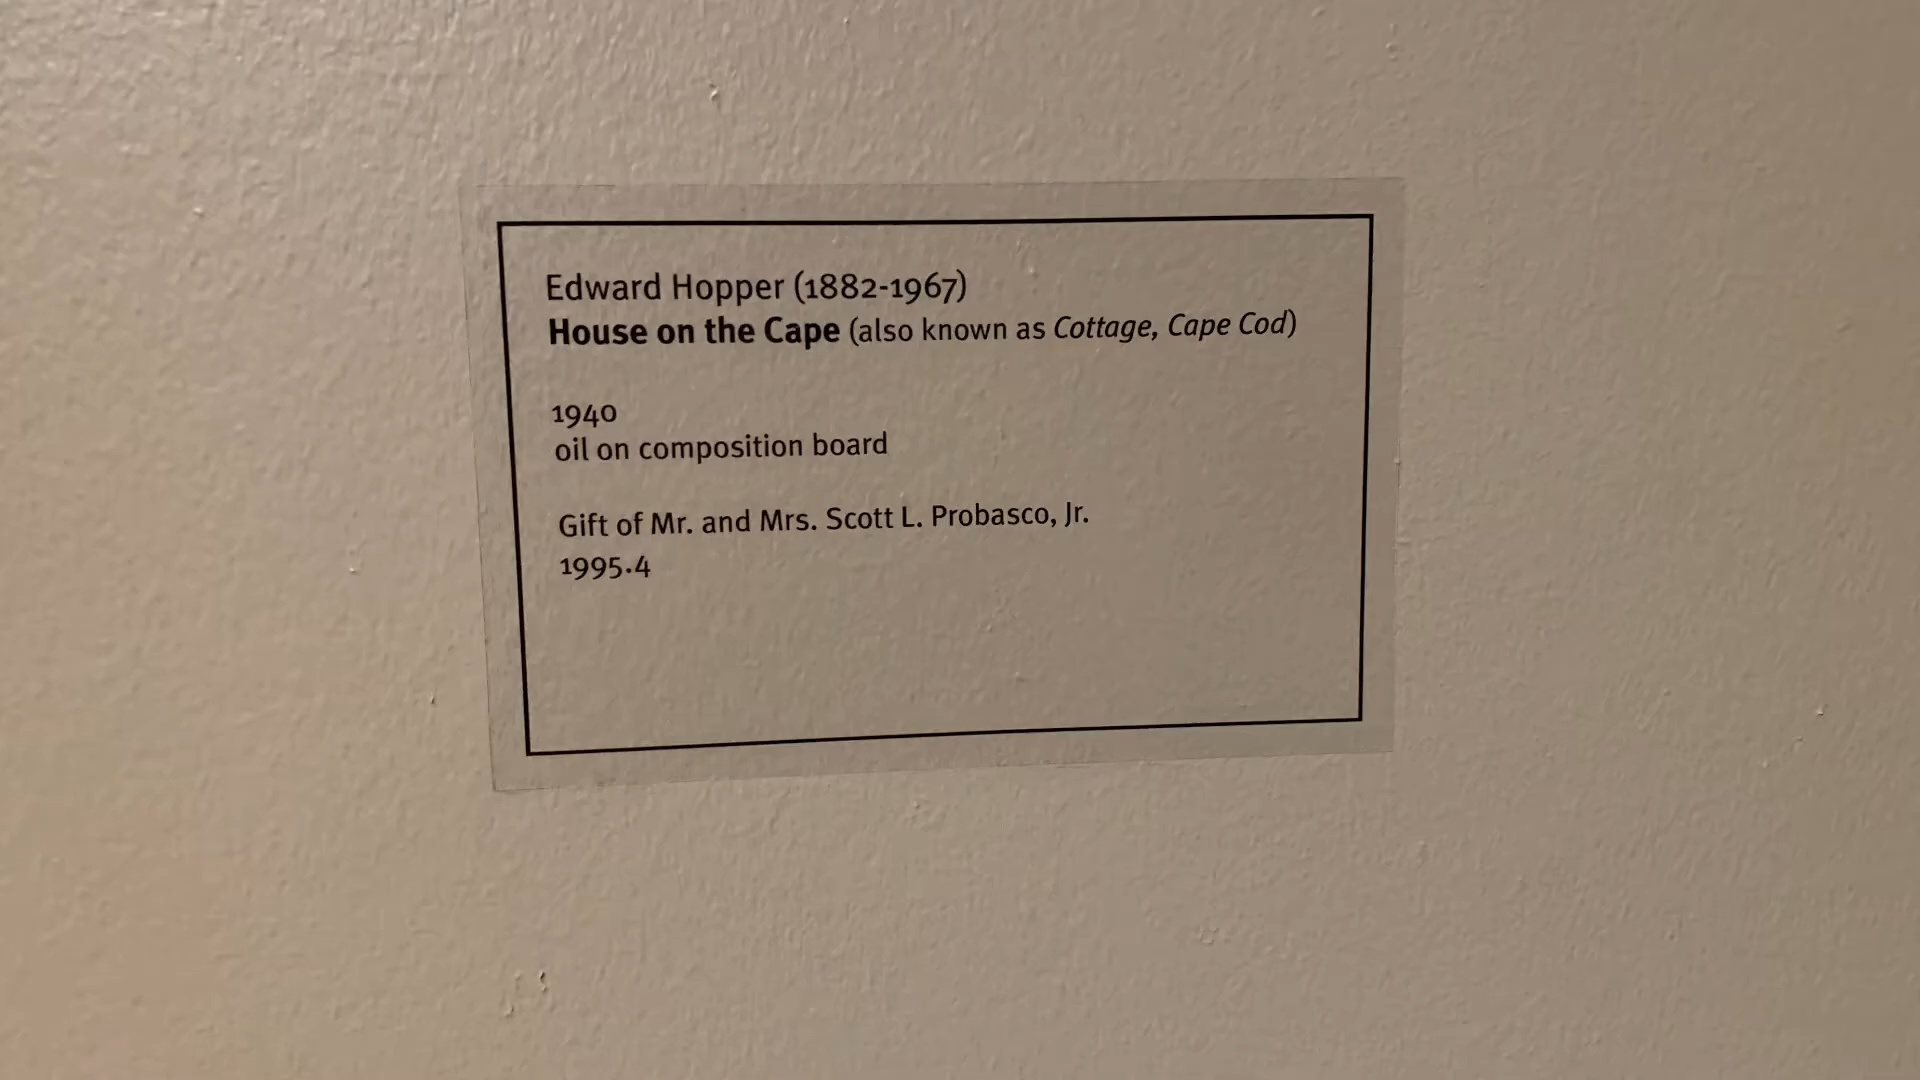 Edward Hopper (1882-1967)
House on the Cape (also known as Cottage, Cape Cod)
1940
oil on composition board
Gift of Mr. and Mrs. Scott L. Probasco, Jr.
1995.4